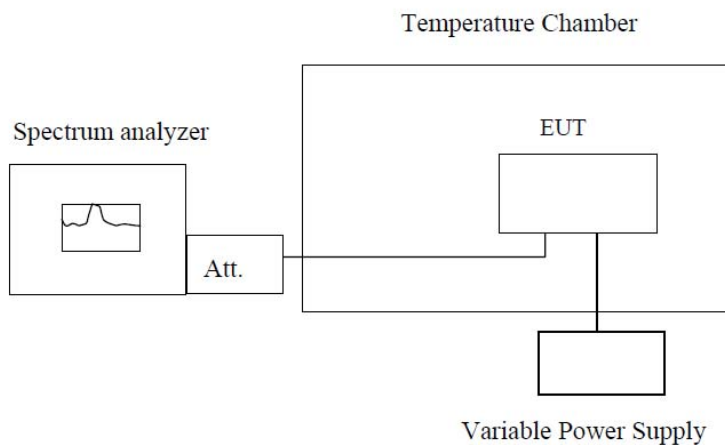 Temperature Chamber
Spectrum analyzer
EUT
Att.
Variable Power Supply